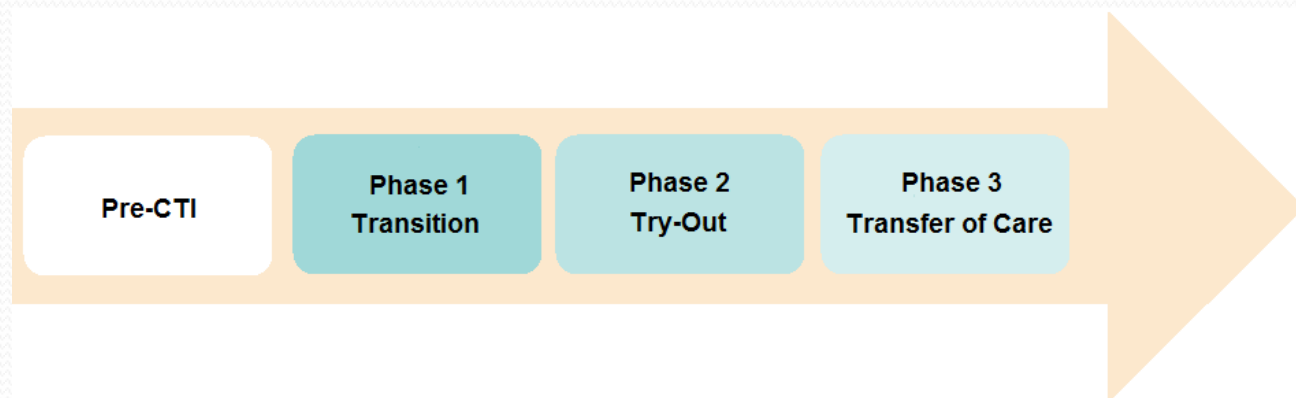 Pre-CTI
Phase 1
Transition
Phase 2
Try-Out
Phase 3
Transfer of Care